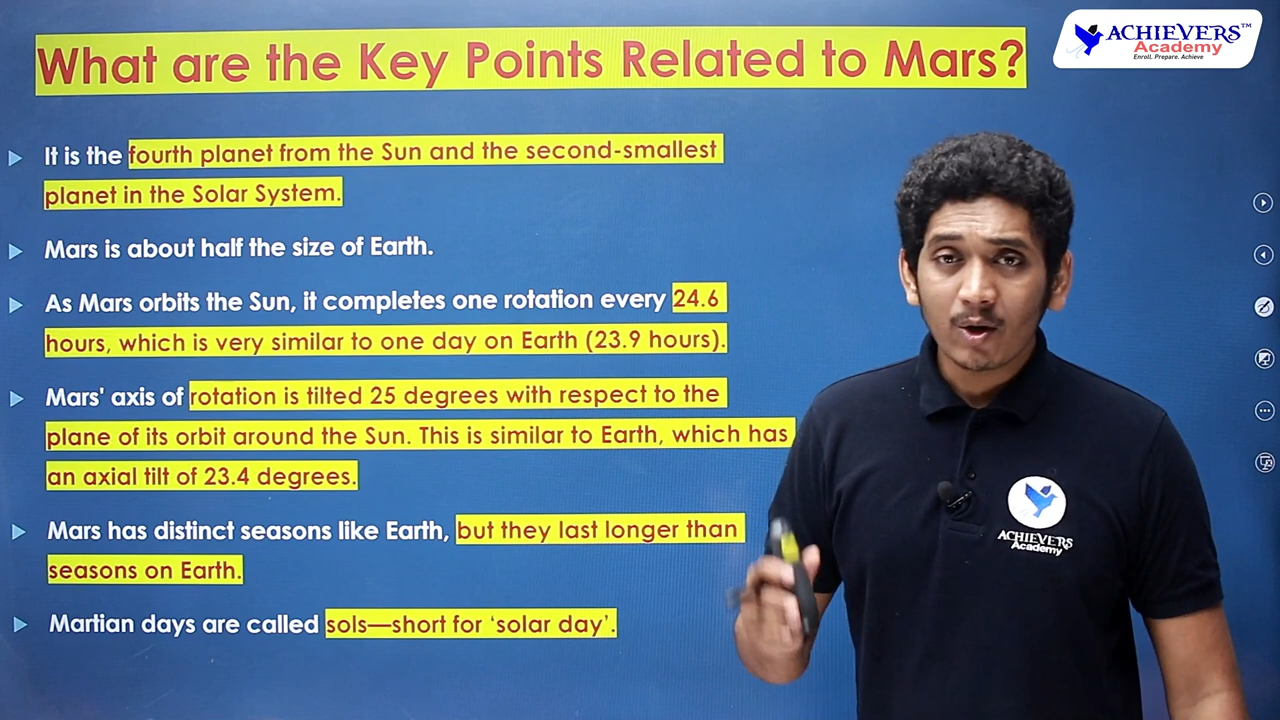 What are the Key Points Related to Mars?
ACHIEVERS™
Academy
Enroll. Prepare. Achieve
It is the fourth planet from the Sun and the second-smallest
planet in the Solar System.
Mars is about half the size of Earth.
As Mars orbits the Sun, it completes one rotation every 24.6
hours, which is very similar to one day on Earth (23.9 hours).
Mars' axis of rotation is tilted 25 degrees with respect to the
plane of its orbit around the Sun. This is similar to Earth, which has
an axial tilt of 23.4 degrees.
Mars has distinct seasons like Earth, but they last longer than
seasons on Earth.
Martian days are called sols—short for ‘solar day’.
ACHIEVERS
Academy